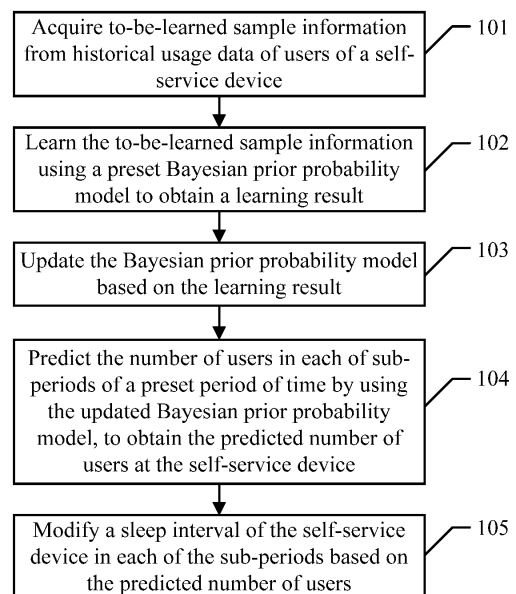 Acquire to-be-learned sample information
from historical usage data of users of a self-
service device
101
Learn the to-be-learned sample information
using a preset Bayesian prior probability
model to obtain a learning result
102
Update the Bayesian prior probability model
based on the learning result
103
Predict the number of users in each of sub-
periods of a preset period of time by using
the updated Bayesian prior probability
model, to obtain the predicted number of
users at the self-service device
104
Modify a sleep interval of the self-service
device in each of the sub-periods based on
the predicted number of users
105